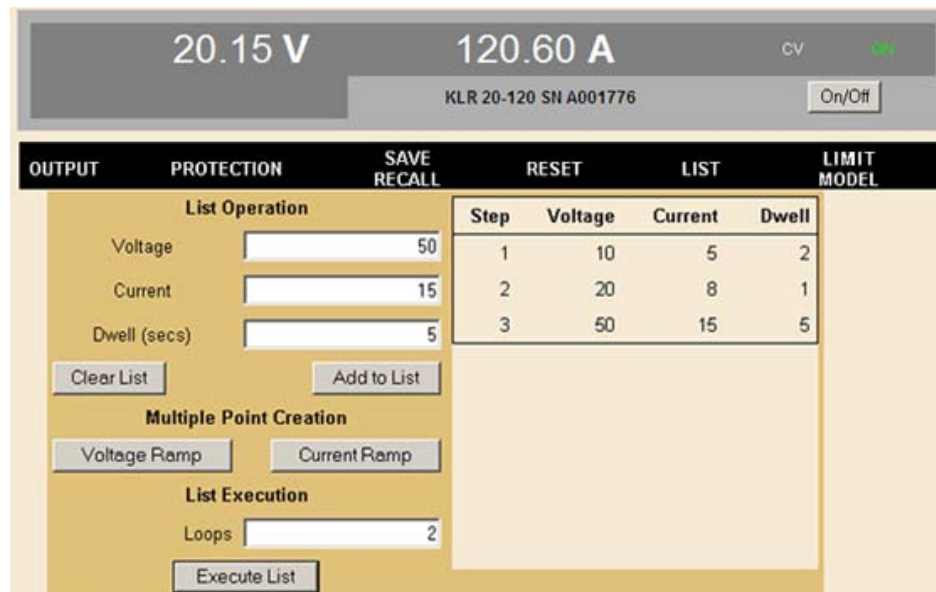 20.15 V 120.60 A CV ON
KLR 20-120 SN A001776 On/Off
OUTPUT PROTECTION SAVE RECALL RESET LIST LIMIT MODEL
List Operation
Voltage 50
Current 15
Dwell (secs) 5
Clear List Add to List
Multiple Point Creation
Voltage Ramp Current Ramp
List Execution
Loops 2
Execute List
Step Voltage Current Dwell
1 10 5 2
2 20 8 1
3 50 15 5